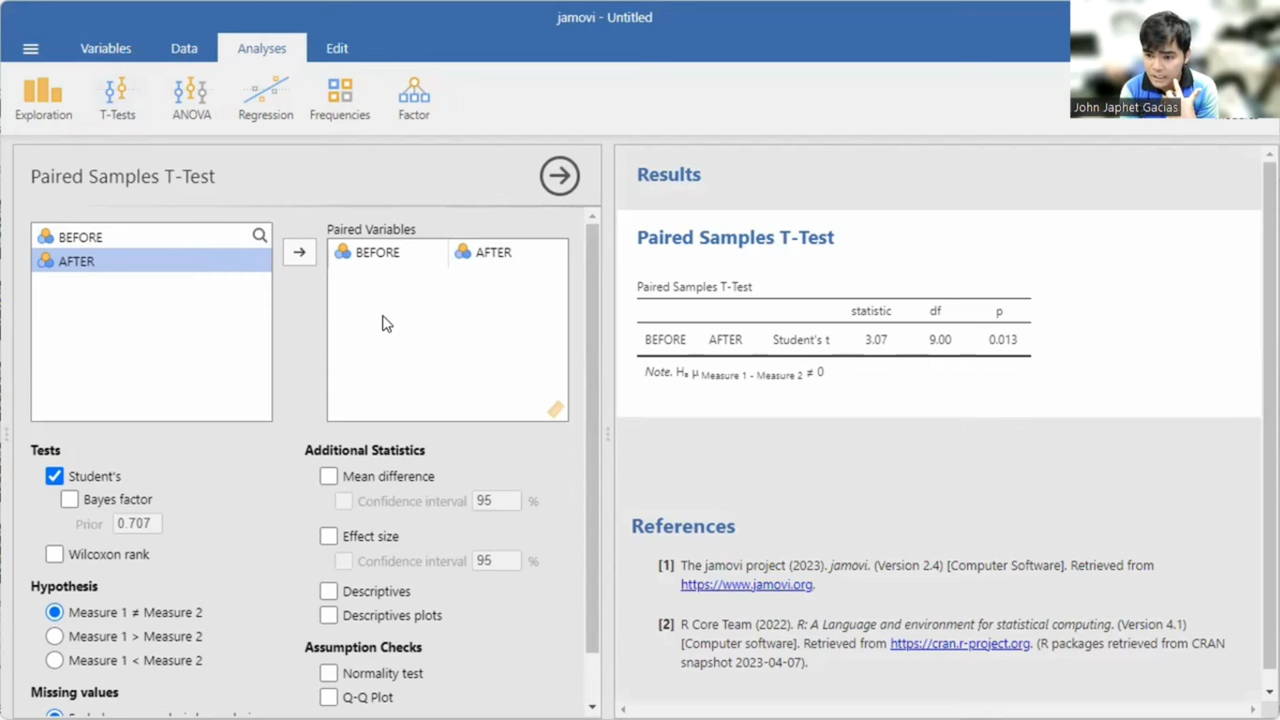 jamovi - Untitled
Variables
Data
Analyses
Edit
Exploration
T-Tests
ANOVA
Regression
Frequencies
Factor
John Japhet Gacias
Paired Samples T-Test
BEFORE
AFTER
Paired Variables
BEFORE AFTER
Tests
Student's
Bayes factor
Prior 0.707
Wilcoxon rank
Hypothesis
Measure 1 ≠ Measure 2
Measure 1 > Measure 2
Measure 1 < Measure 2
Missing values
Additional Statistics
Mean difference
Confidence interval 95 %
Effect size
Confidence interval 95 %
Descriptives
Descriptives plots
Assumption Checks
Normality test
Q-Q Plot
Results
Paired Samples T-Test
Paired Samples T-Test
statistic df p
BEFORE AFTER Student's t 3.07 9.00 0.013
Note. Hₐ μ Measure 1 - Measure 2 ≠ 0
References
[1] The jamovi project (2023). jamovi. (Version 2.4) [Computer Software]. Retrieved from
https://www.jamovi.org.
[2] R Core Team (2022). R: A Language and environment for statistical computing. (Version 4.1)
[Computer software]. Retrieved from https://cran.r-project.org. (R packages retrieved from CRAN
snapshot 2023-04-07).